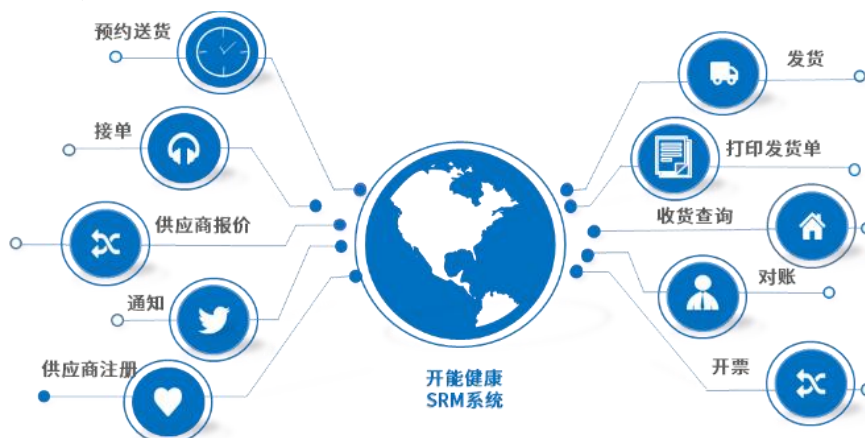 预约送货
接单
供应商报价
通知
供应商注册
开能健康
SRM系统
发货
打印发货单
收货查询
对账
开票